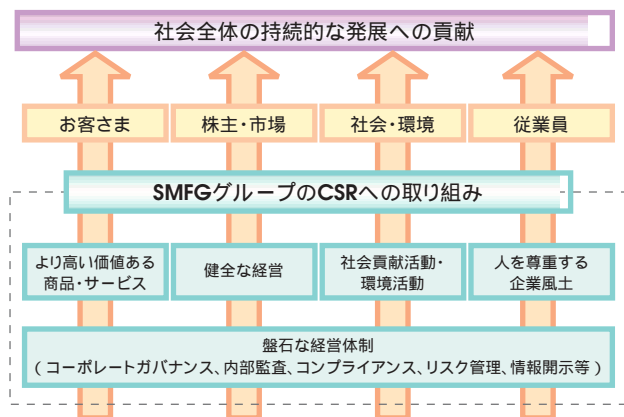 社会全体の持続的な発展への貢献
お客さま
株主・市場
社会・環境
従業員
SMFGグループのCSRへの取り組み
より高い価値ある
商品・サービス
健全な経営
社会貢献活動・
環境活動
人を尊重する
企業風土
盤石な経営体制
（コーポレートガバナンス、内部監査、コンプライアンス、リスク管理、情報開示等）